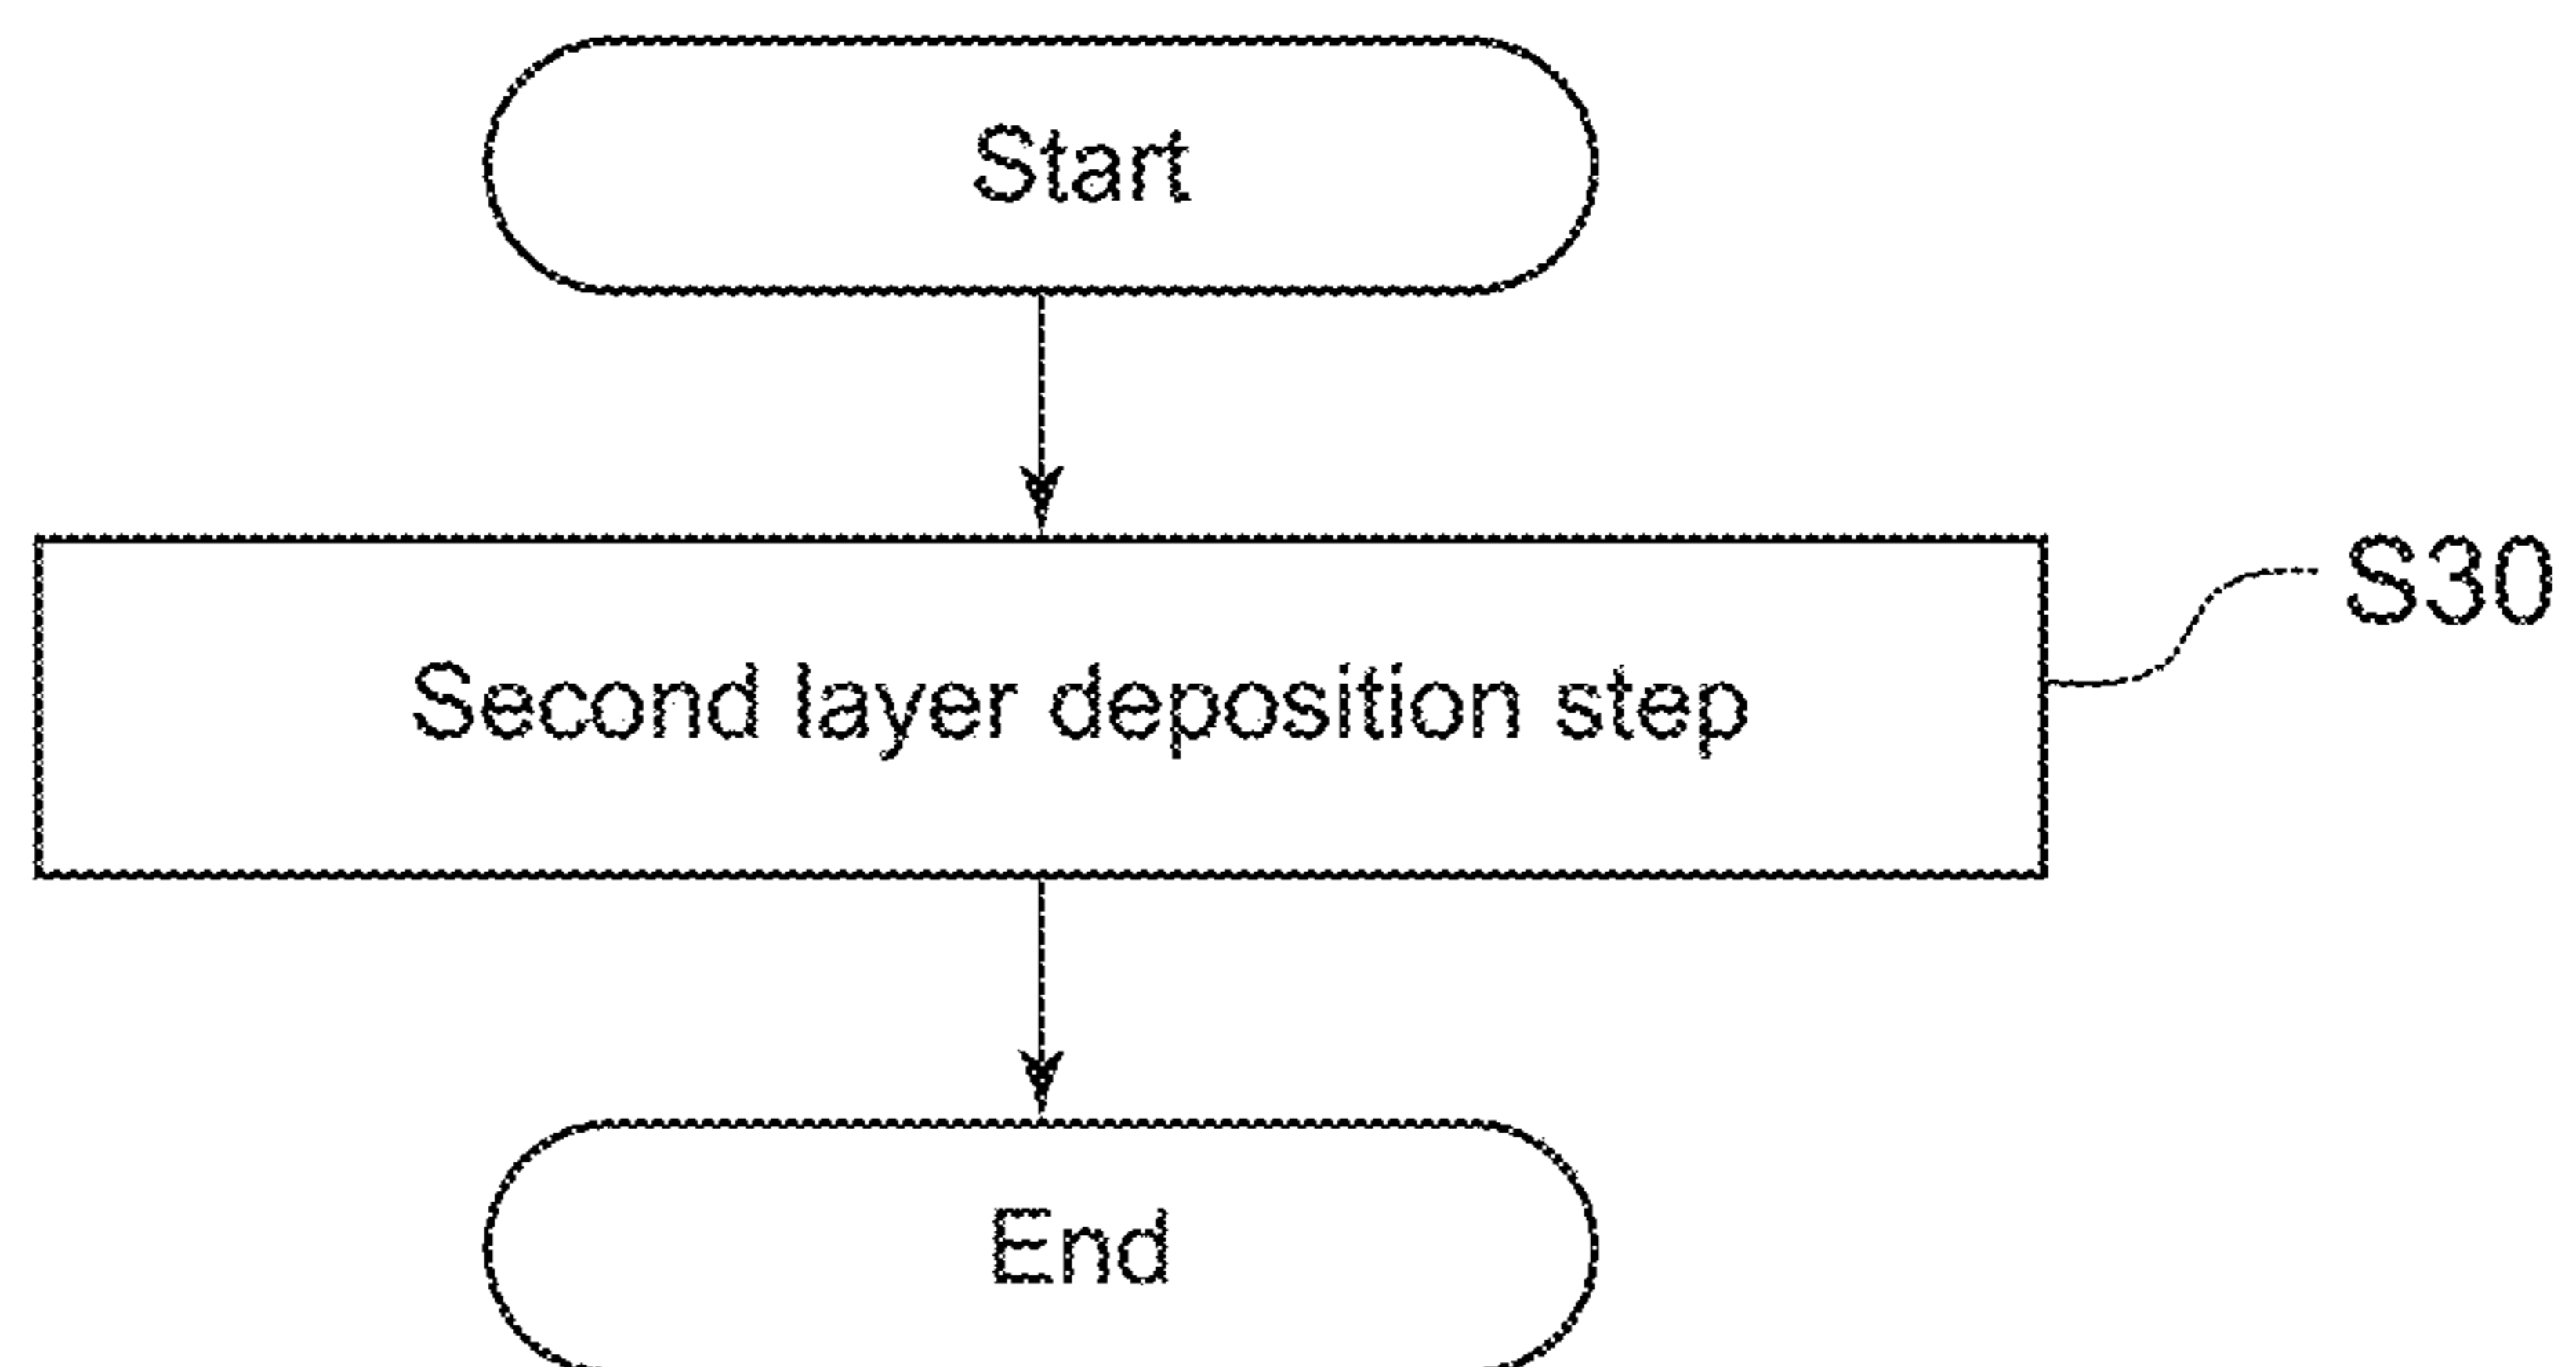 Start
S30
Second layer deposition step
End